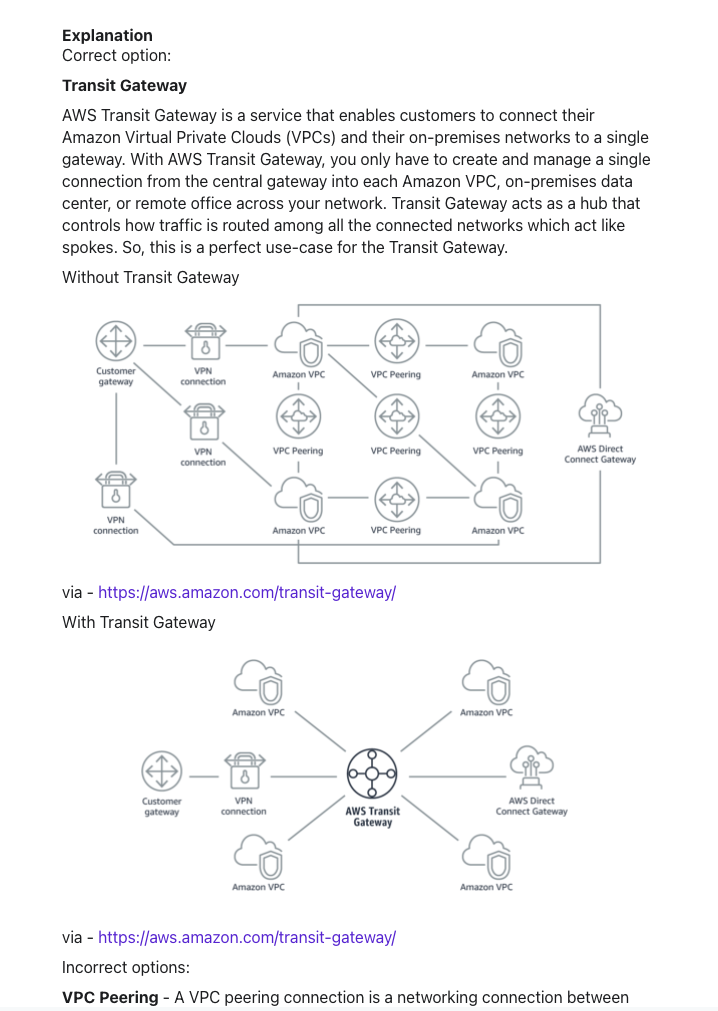 Explanation
Correct option:
Transit Gateway
AWS Transit Gateway is a service that enables customers to connect their
Amazon Virtual Private Clouds (VPCs) and their on-premises networks to a single
gateway. With AWS Transit Gateway, you only have to create and manage a single
connection from the central gateway into each Amazon VPC, on-premises data
center, or remote office across your network. Transit Gateway acts as a hub that
controls how traffic is routed among all the connected networks which act like
spokes. So, this is a perfect use-case for the Transit Gateway.
Without Transit Gateway
Customer
gateway
VPN
connection
Amazon VPC
VPC Peering
Amazon VPC
VPN
connection
VPC Peering
VPC Peering
VPC Peering
AWS Direct
Connect Gateway
VPN
connection
Amazon VPC
VPC Peering
Amazon VPC
via - https://aws.amazon.com/transit-gateway/
With Transit Gateway
Amazon VPC
Amazon VPC
Customer
gateway
VPN
connection
AWS Transit
Gateway
AWS Direct
Connect Gateway
Amazon VPC
Amazon VPC
via - https://aws.amazon.com/transit-gateway/
Incorrect options:
VPC Peering - A VPC peering connection is a networking connection between